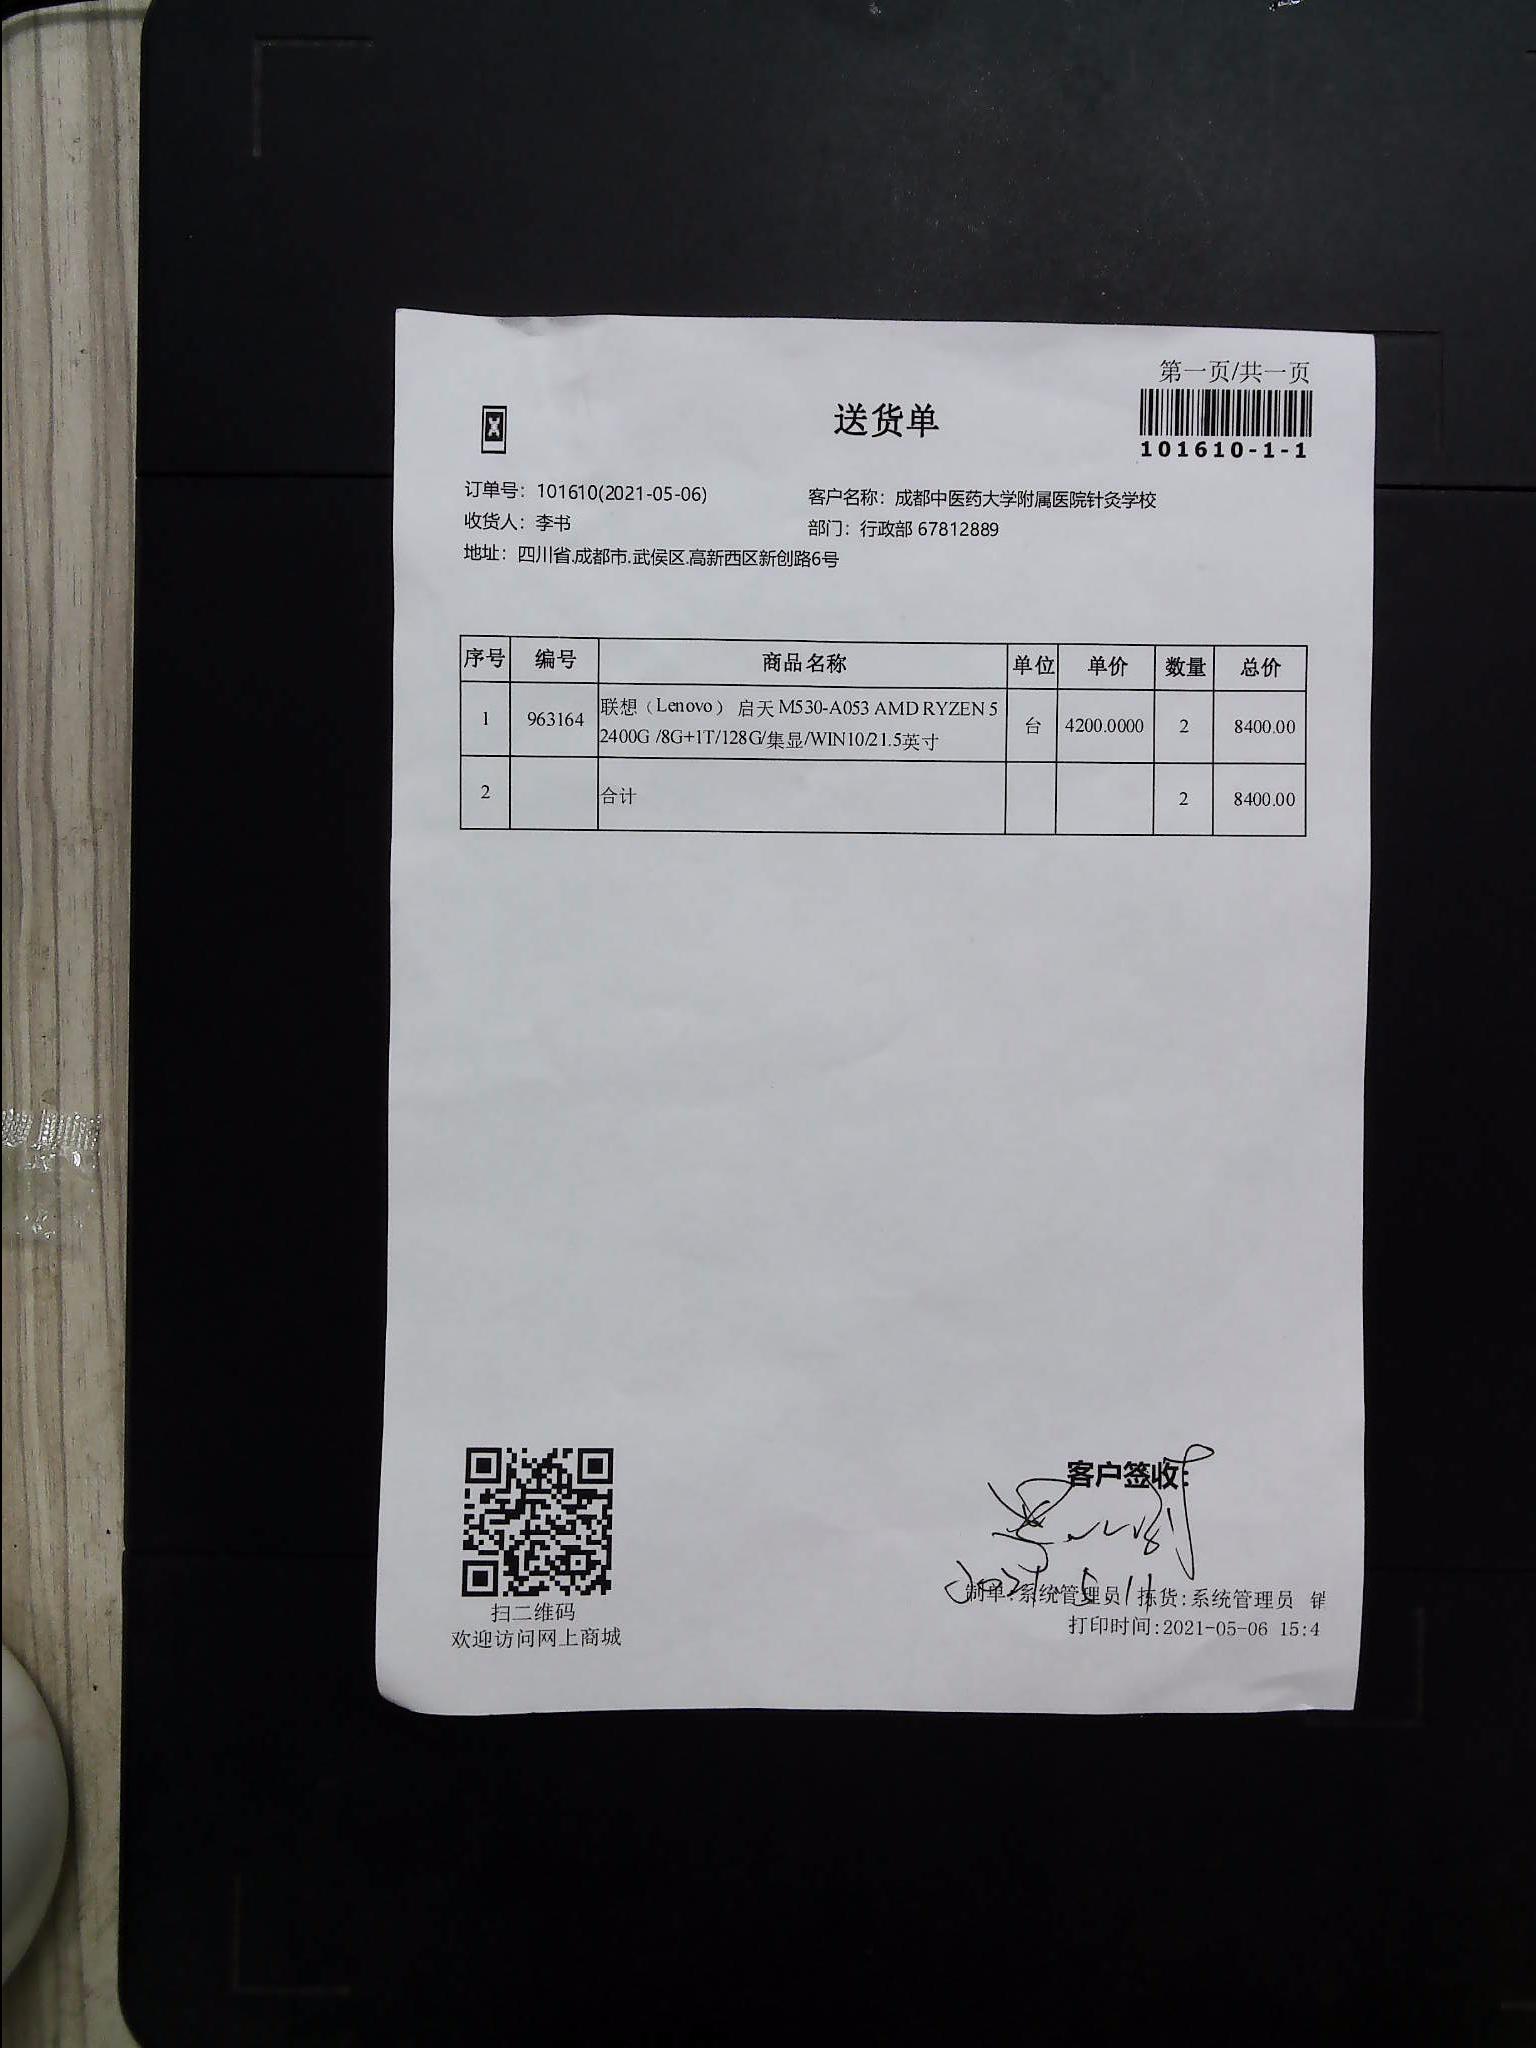 第一页/共一页
送货单
101610-1-1
订单号：101610(2021-05-06)
客户名称：成都中医药大学附属医院针灸学校
收货人：李书
部门：行政部 67812889
地址：四川省.成都市.武侯区.高新西区新创路6号
序号 编号 商品名称 单位 单价 数量 总价
1 963164 联想（Lenovo） 启天 M530-A053 AMD RYZEN 5 台 4200.0000 2 8400.00
2400G /8G+1T/128G/集显/WIN10/21.5英寸
2 合计 2 8400.00
客户签收:
2021.5.11
制单:系统管理员 拣货:系统管理员
打印时间:2021-05-06 15:4
扫二维码
欢迎访问网上商城